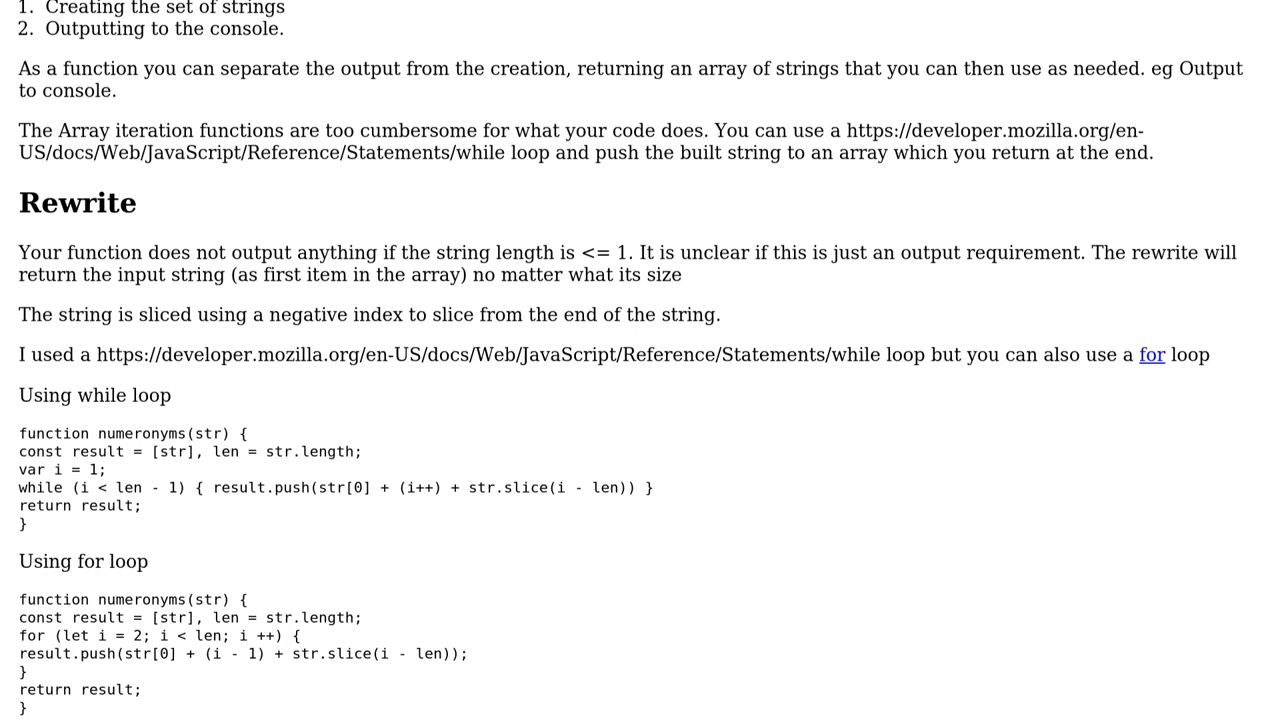 1. Creating the set of strings
2. Outputting to the console.
As a function you can separate the output from the creation, returning an array of strings that you can then use as needed. eg Output
to console.
The Array iteration functions are too cumbersome for what your code does. You can use a https://developer.mozilla.org/en-
US/docs/Web/JavaScript/Reference/Statements/while loop and push the built string to an array which you return at the end.
Rewrite
Your function does not output anything if the string length is <= 1. It is unclear if this is just an output requirement. The rewrite will
return the input string (as first item in the array) no matter what its size
The string is sliced using a negative index to slice from the end of the string.
I used a https://developer.mozilla.org/en-US/docs/Web/JavaScript/Reference/Statements/while loop but you can also use a for loop
Using while loop
function numeronyms(str) {
const result = [str], len = str.length;
var i = 1;
while (i < len - 1) { result.push(str[0] + (i++) + str.slice(i - len)) }
return result;
}
Using for loop
function numeronyms(str) {
const result = [str], len = str.length;
for (let i = 2; i < len; i ++) {
result.push(str[0] + (i - 1) + str.slice(i - len));
}
return result;
}